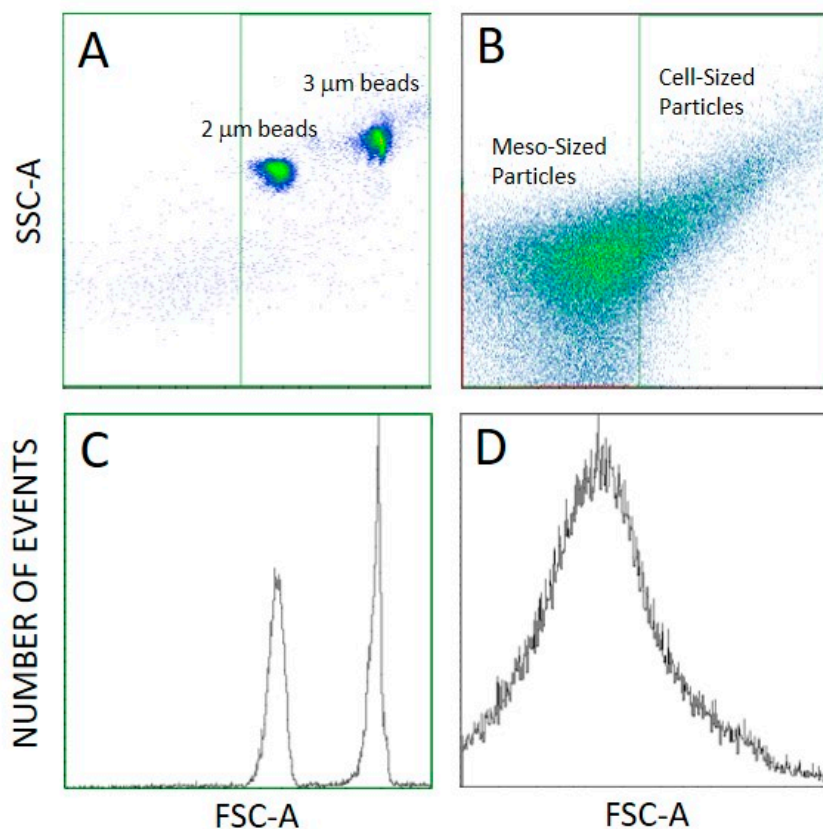 A
3 μm beads
2 μm beads
SSC-A
B
Cell-Sized
Particles
Meso-Sized
Particles
C
NUMBER OF EVENTS
FSC-A
D
FSC-A